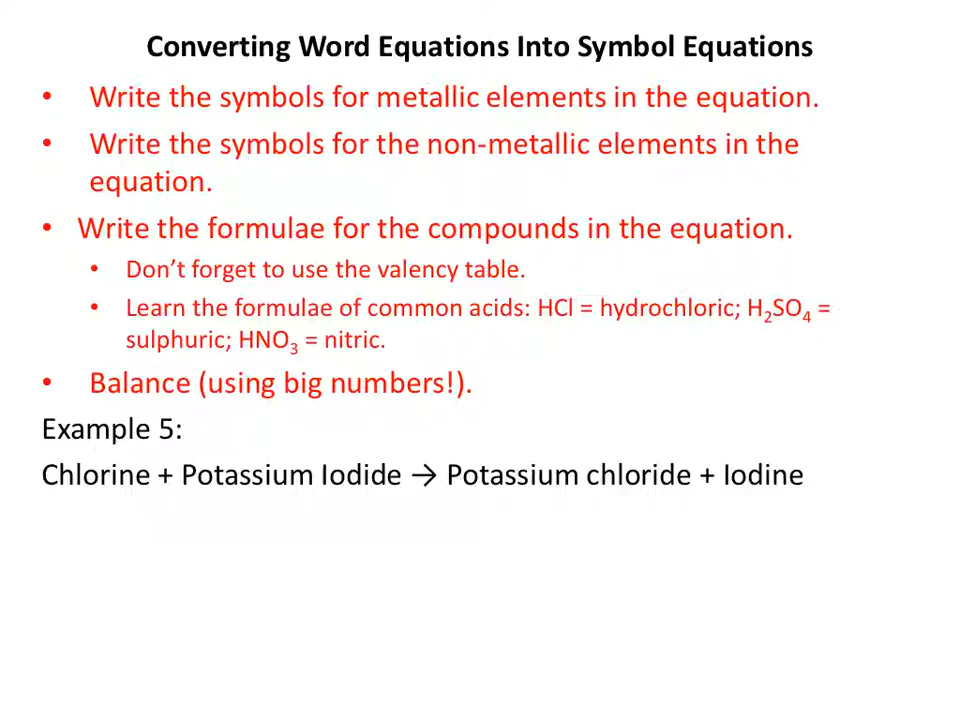 Converting Word Equations Into Symbol Equations
• Write the symbols for metallic elements in the equation.
• Write the symbols for the non-metallic elements in the
equation.
• Write the formulae for the compounds in the equation.
• Don’t forget to use the valency table.
• Learn the formulae of common acids: HCl = hydrochloric; H₂SO₄ =
sulphuric; HNO₃ = nitric.
• Balance (using big numbers!).
Example 5:
Chlorine + Potassium Iodide → Potassium chloride + Iodine